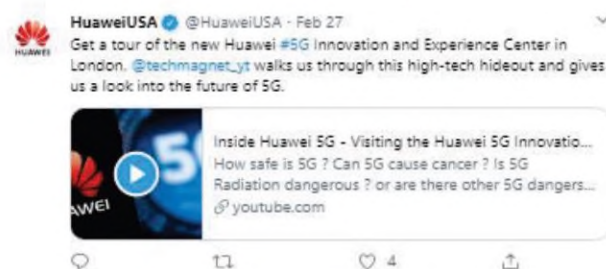 HuaweiUSA @HuaweiUSA · Feb 27
Get a tour of the new Huawei #5G Innovation and Experience Center in
London. @techmagnet_yt walks us through this high-tech hideout and gives
us a look into the future of 5G.
HUAWEI
Inside Huawei 5G - Visiting the Huawei 5G Innovatio...
How safe is 5G ? Can 5G cause cancer ? Is 5G
Radiation dangerous ? or are there other 5G dangers...
youtube.com
AWEI
5G
4